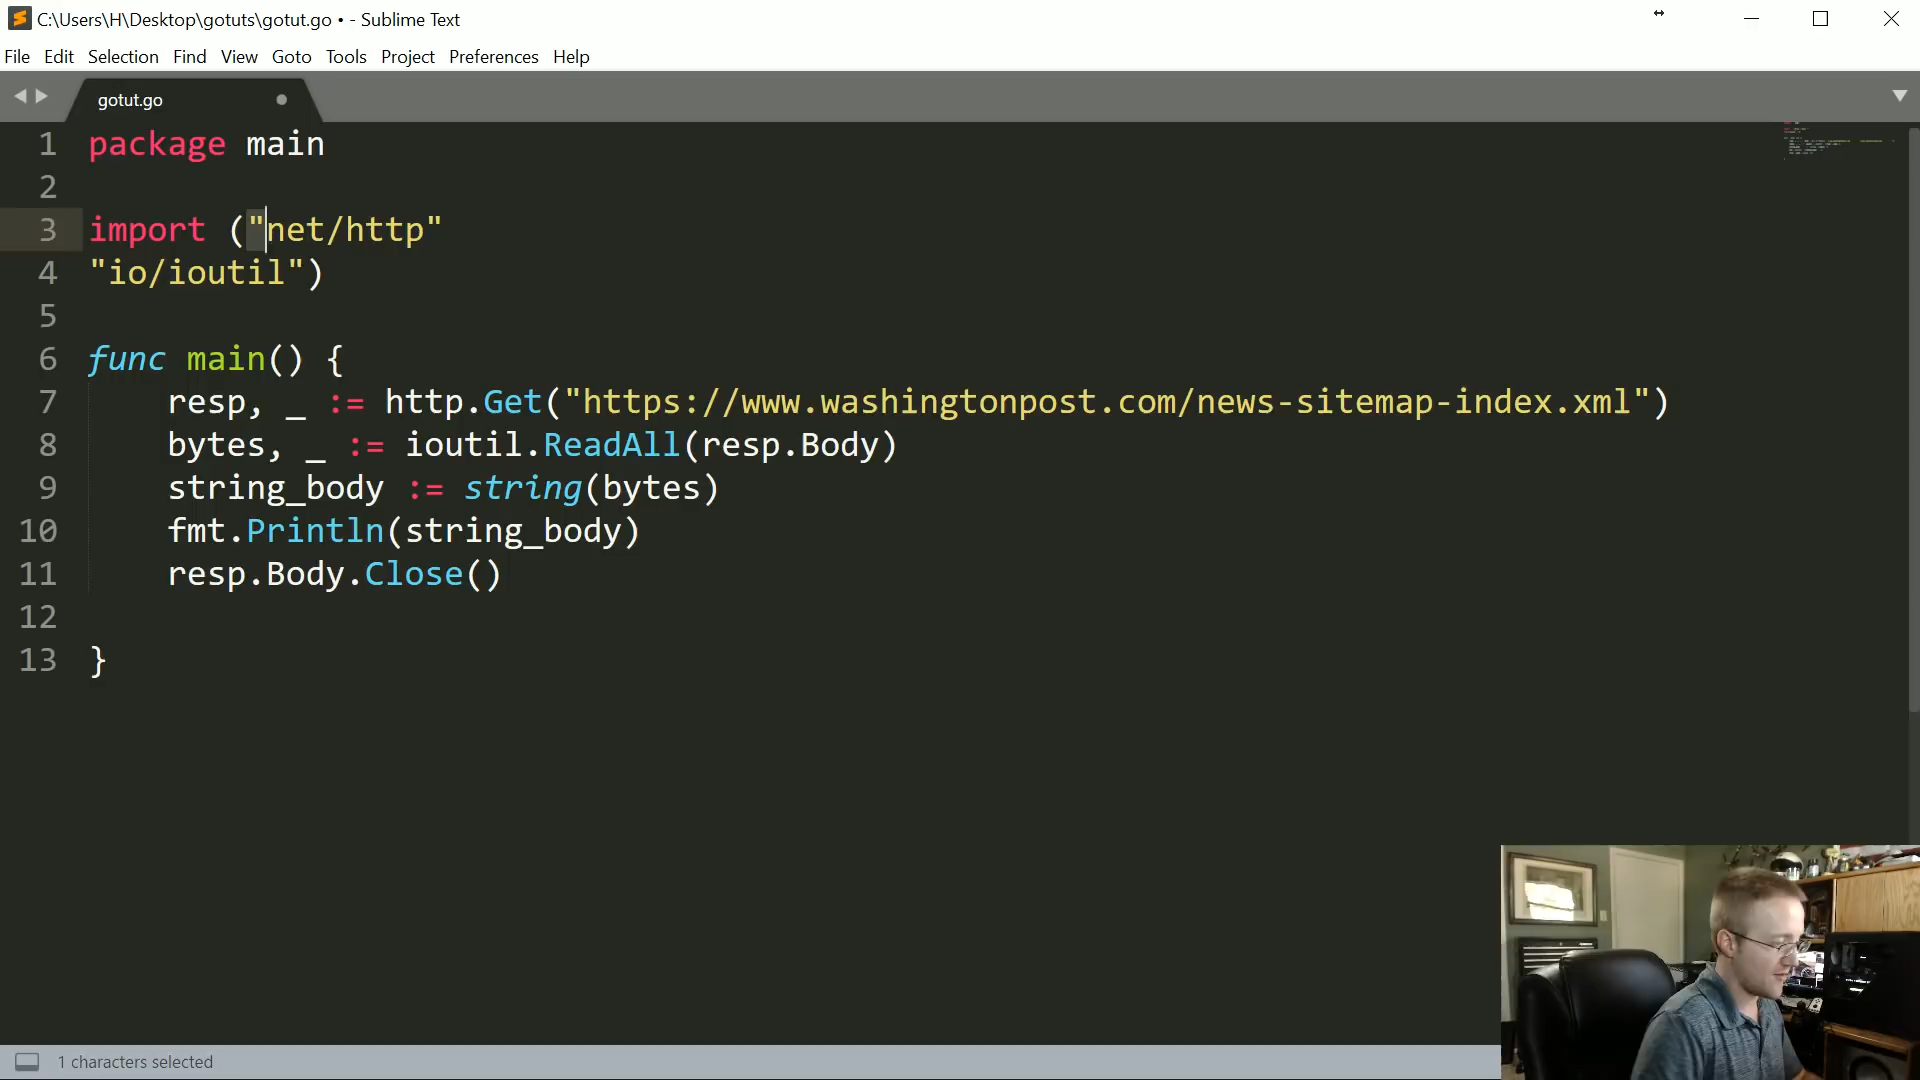 C:\Users\H\Desktop\gotuts\gotut.go • - Sublime Text
File Edit Selection Find View Goto Tools Project Preferences Help
gotut.go
1 package main
2
3 import ("net/http"
4 "io/ioutil")
5
6 func main() {
7 resp, _ := http.Get("https://www.washingtonpost.com/news-sitemap-index.xml")
8 bytes, _ := ioutil.ReadAll(resp.Body)
9 string_body := string(bytes)
10 fmt.Println(string_body)
11 resp.Body.Close()
12
13 }
1 characters selected